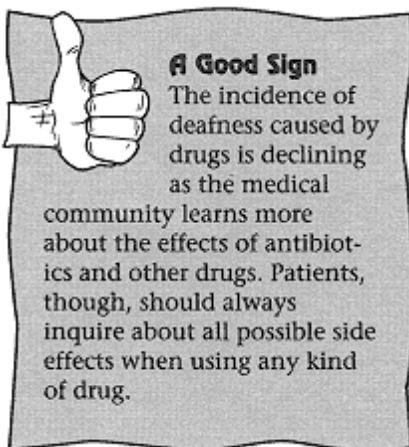 A Good Sign
The incidence of
deafness caused by
drugs is declining
as the medical
community learns more
about the effects of antibiot-
ics and other drugs. Patients,
though, should always
inquire about all possible side
effects when using any kind
of drug.